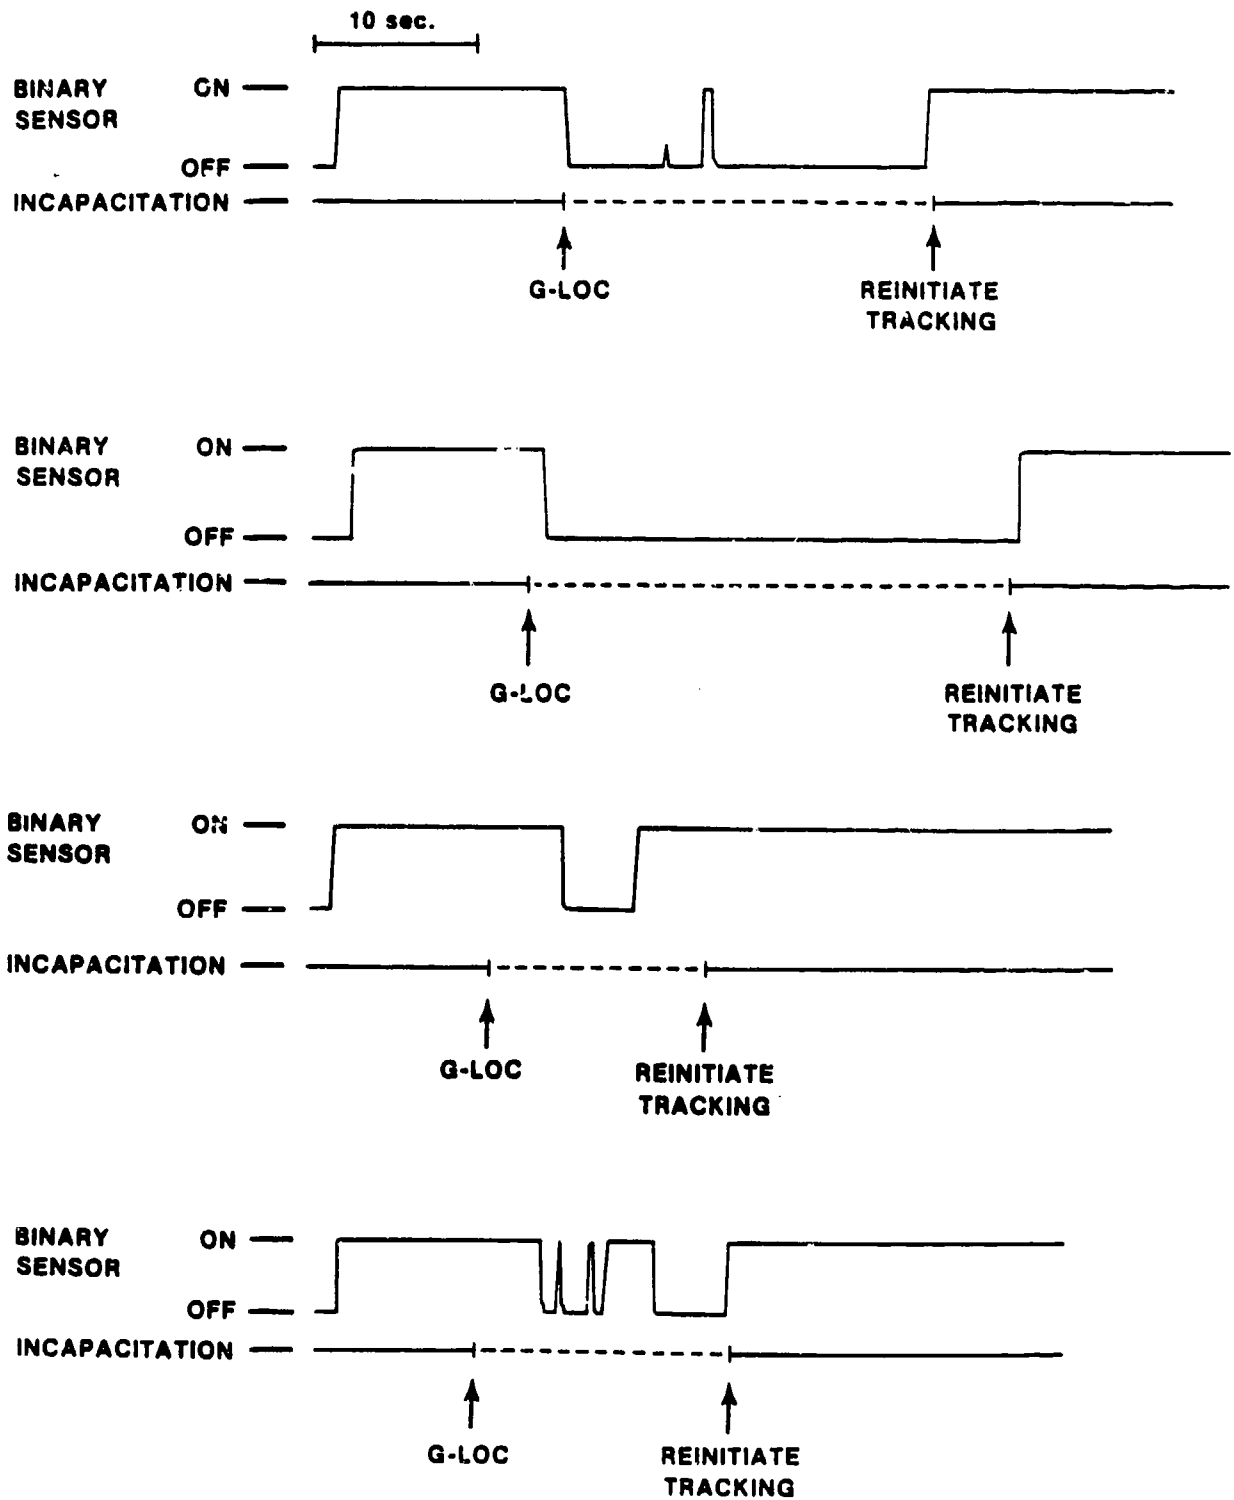 10 sec.
BINARY ON
SENSOR
OFF
INCAPACITATION
G-LOC
REINITIATE
TRACKING
BINARY ON
SENSOR
OFF
INCAPACITATION
G-LOC
REINITIATE
TRACKING
BINARY ON
SENSOR
OFF
INCAPACITATION
G-LOC
REINITIATE
TRACKING
BINARY ON
SENSOR
OFF
INCAPACITATION
G-LOC
REINITIATE
TRACKING